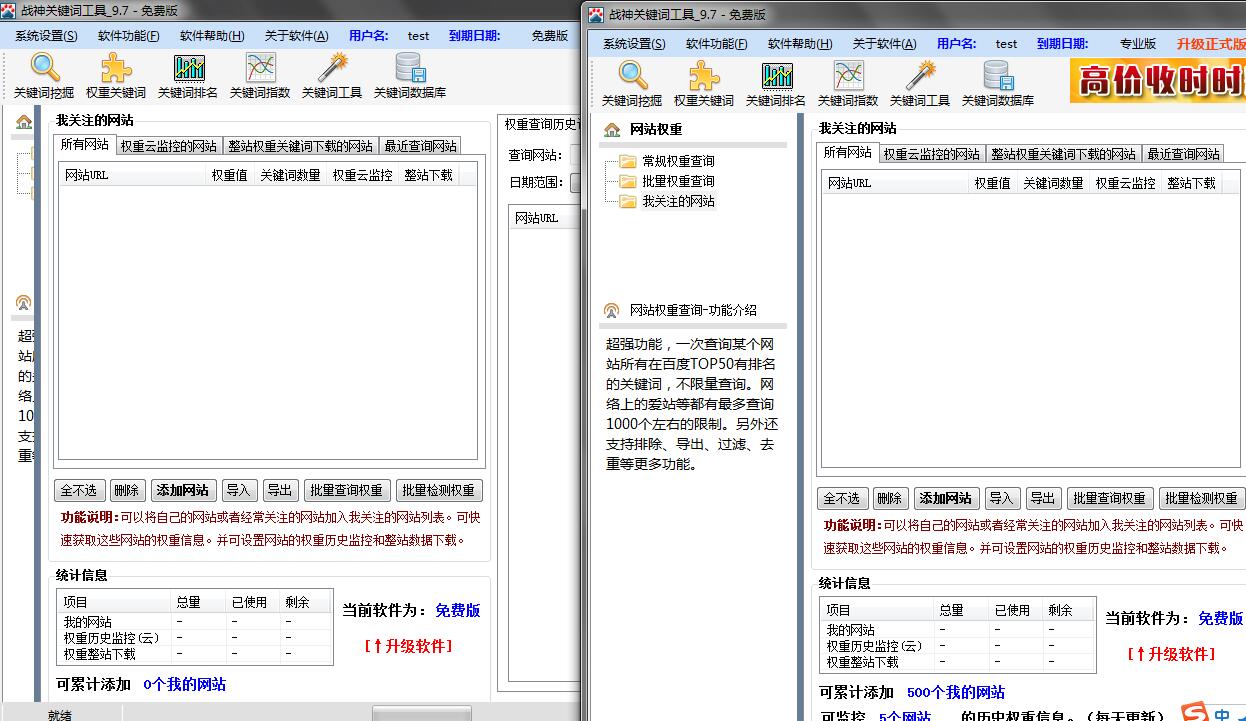 战神关键词工具_9.7 - 免费版
系统设置(S) 软件功能(F) 软件帮助(H) 关于软件(A) 用户名: test 到期日期: 免费版
关键词挖掘 权重关键词 关键词排名 关键词指数 关键词工具 关键词数据库
我关注的网站
所有网站 权重云监控的网站 整站权重关键词下载的网站 最近查询网站
网站URL 权重值 关键词数量 权重云监控 整站下载
权重查询历史
查询网站:
日期范围:
网站URL
超
站
的
络
10
支
重
全不选 删除 添加网站 导入 导出 批量查询权重 批量检测权重
功能说明:可以将自己的网站或者经常关注的网站加入我关注的网站列表。可快
速获取这些网站的权重信息。并可设置网站的权重历史监控和整站数据下载。
统计信息
项目 总量 已使用 剩余
我的网站 - - -
权重历史监控(云) - - -
权重整站下载 - - -
当前软件为: 免费版
[↑升级软件]
可累计添加 0个我的网站
就绪
战神关键词工具_9.7 - 免费版
系统设置(S) 软件功能(F) 软件帮助(H) 关于软件(A) 用户名: test 到期日期: 专业版 升级正式版
关键词挖掘 权重关键词 关键词排名 关键词指数 关键词工具 关键词数据库
高价收时时
网站权重
常规权重查询
批量权重查询
我关注的网站
网站权重查询-功能介绍
超强功能，一次查询某个网
站所有在百度TOP50有排名
的关键词，不限量查询。网
络上的爱站等都有最多查询
1000个左右的限制。另外还
支持排除、导出、过滤、去
重等更多功能。
我关注的网站
所有网站 权重云监控的网站 整站权重关键词下载的网站 最近查询网站
网站URL 权重值 关键词数量 权重云监控 整站下载
全不选 删除 添加网站 导入 导出 批量查询权重 批量检测权重
功能说明:可以将自己的网站或者经常关注的网站加入我关注的网站列表。可快
速获取这些网站的权重信息。并可设置网站的权重历史监控和整站数据下载。
统计信息
项目 总量 已使用 剩余
我的网站 - - -
权重历史监控(云) - - -
权重整站下载 - - -
当前软件为: 免费版
[↑升级软件]
可累计添加 500个我的网站
可监控 5个网站 的历史权重信息。(每天更新)
中